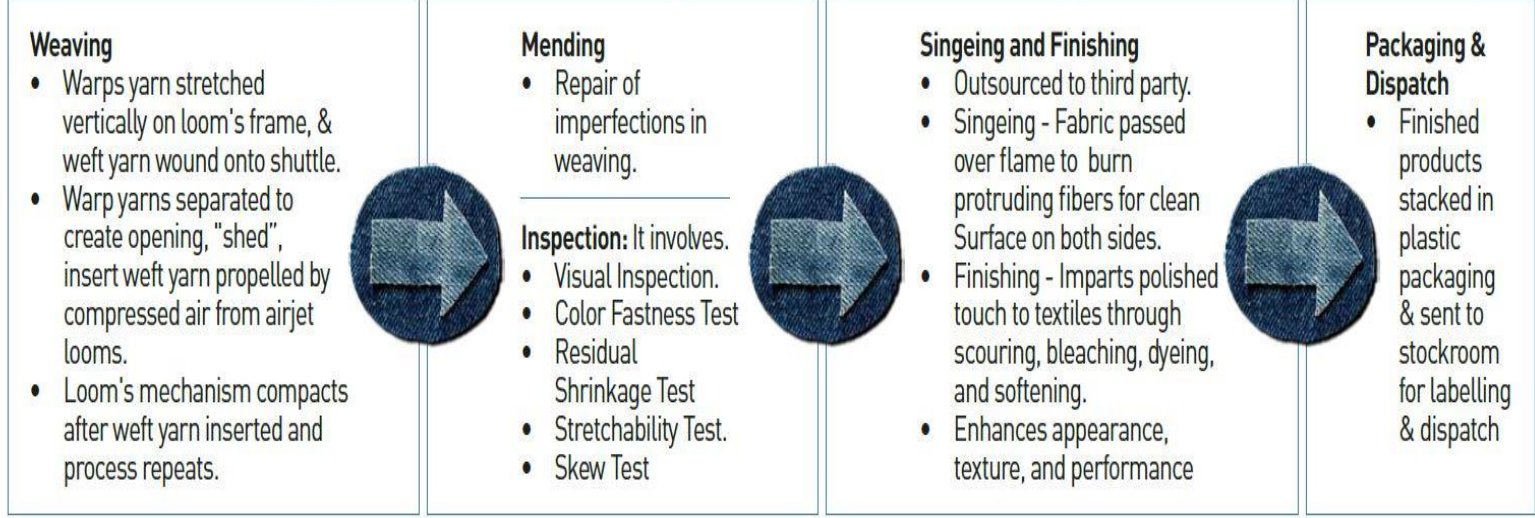 Weaving
• Warps yarn stretched
vertically on loom's frame, &
weft yarn wound onto shuttle.
• Warp yarns separated to
create opening, "shed",
insert weft yarn propelled by
compressed air from airjet
looms.
• Loom's mechanism compacts
after weft yarn inserted and
process repeats.
Mending
• Repair of
imperfections in
weaving.
Inspection: It involves.
• Visual Inspection.
• Color Fastness Test
• Residual
Shrinkage Test
• Stretchability Test.
• Skew Test
Singeing and Finishing
• Outsourced to third party.
• Singeing - Fabric passed
over flame to burn
protruding fibers for clean
Surface on both sides.
• Finishing - Imparts polished
touch to textiles through
scouring, bleaching, dyeing,
and softening.
• Enhances appearance,
texture, and performance
Packaging &
Dispatch
• Finished
products
stacked in
plastic
packaging
& sent to
stockroom
for labelling
& dispatch